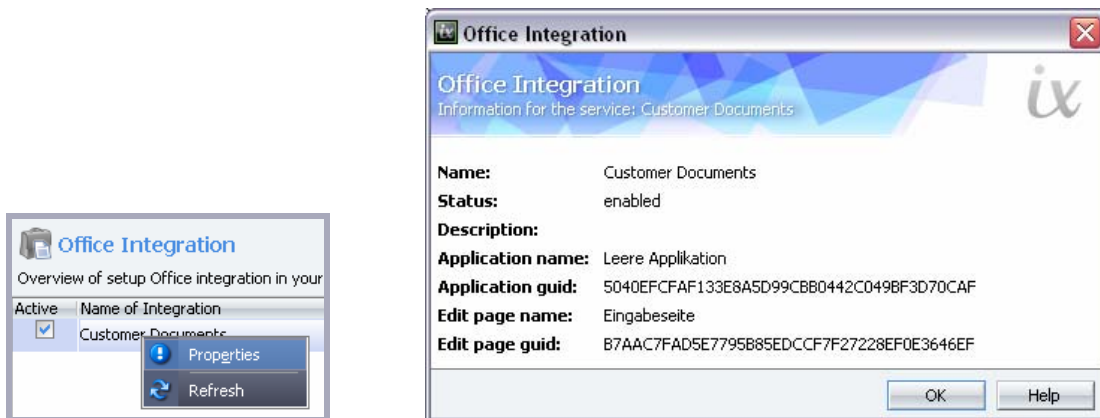 Office Integration
Overview of setup Office integration in your
Active Name of Integration
Customer Documents
Properties
Refresh
ix Office Integration
Office Integration
Information for the service: Customer Documents
ix
Name: Customer Documents
Status: enabled
Description:
Application name: Leere Applikation
Application guid: 5040EFCFAF133E8A5D99CBB0442C049BF3D70CAF
Edit page name: Eingabeseite
Edit page guid: B7AAC7FAD5E7795B85EDCCF7F27228EF0E3646EF
OK Help